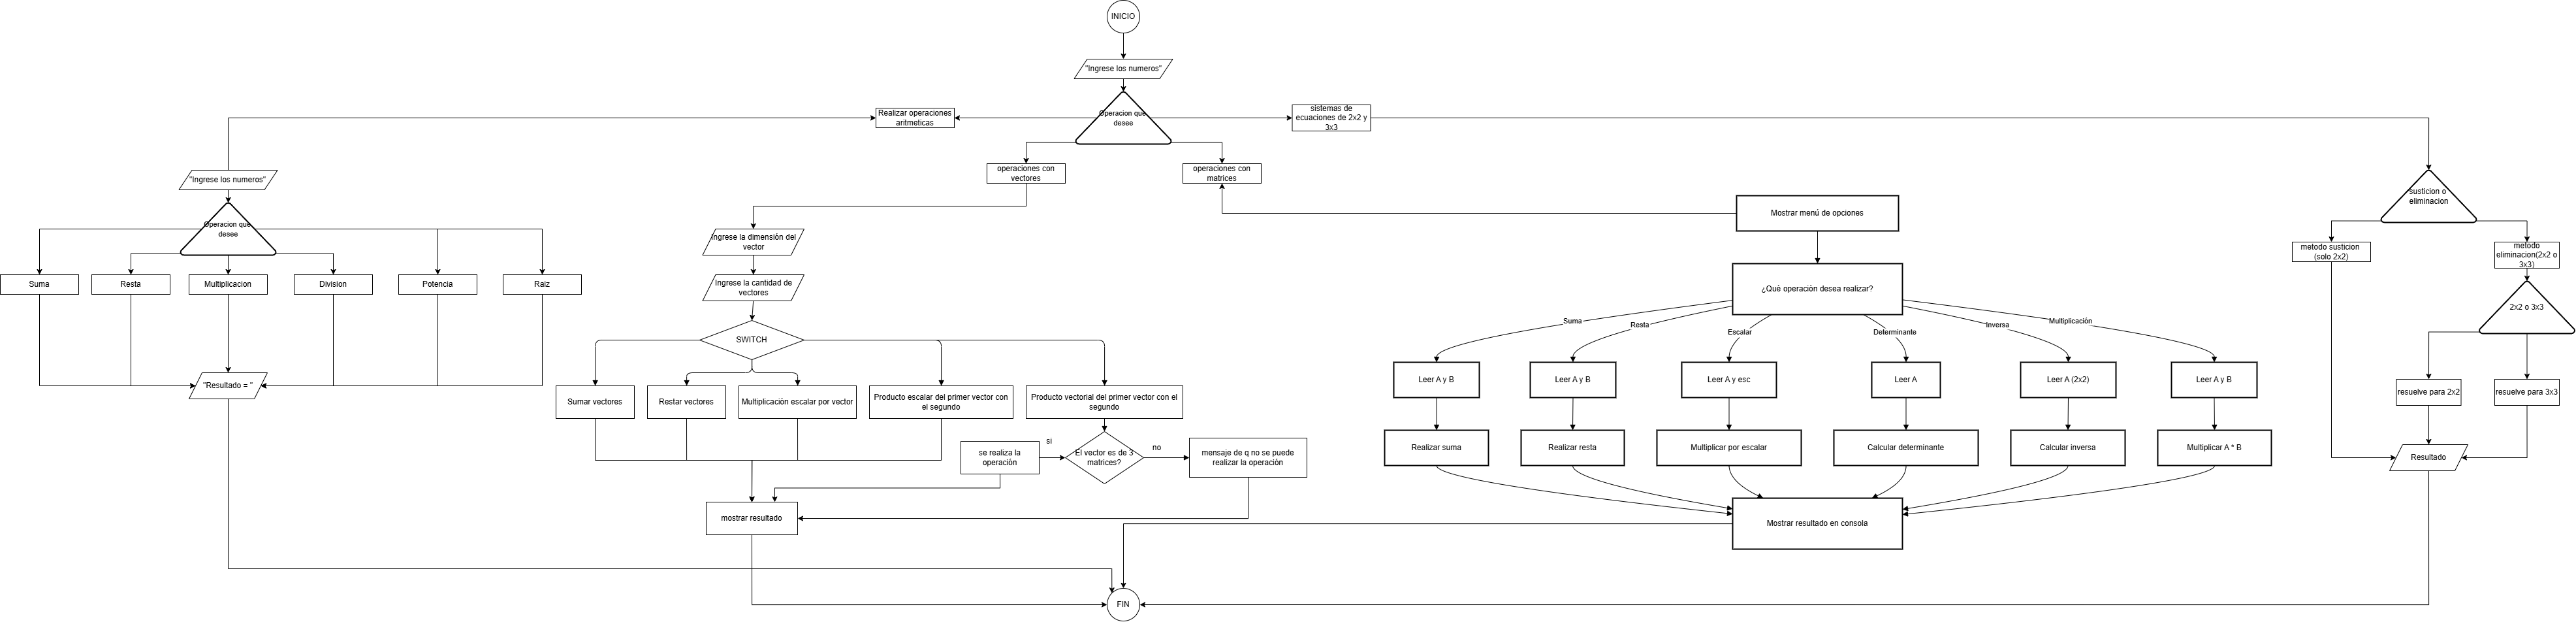 INICIO
"Ingrese los numeros"
Operacion que
desee
Realizar operaciones
aritmeticas
sistemas de
ecuaciones de 2x2 y
3x3
operaciones con
vectores
operaciones con
matrices
"Ingrese los numeros"
Operacion que
desee
Suma
Resta
Multiplicacion
Division
Potencia
Raiz
"Resultado = "
Ingrese la dimensión del
vector
Ingrese la cantidad de
vectores
SWITCH
Sumar vectores
Restar vectores
Multiplicación escalar por vector
Producto escalar del primer vector con
el segundo
Producto vectorial del primer vector con el
segundo
se realiza la
operación
si
El vector es de 3
matrices?
no
mensaje de q no se puede
realizar la operación
mostrar resultado
Mostrar menú de opciones
¿Qué operación desea realizar?
Suma
Resta
Escalar
Determinante
Inversa
Multiplicación
Leer A y B
Leer A y B
Leer A y esc
Leer A
Leer A (2x2)
Leer A y B
Realizar suma
Realizar resta
Multiplicar por escalar
Calcular determinante
Calcular inversa
Multiplicar A * B
Mostrar resultado en consola
susticion o
eliminacion
metodo susticion
(solo 2x2)
metodo
eliminacion(2x2 o
3x3)
2x2 o 3x3
resuelve para 2x2
resuelve para 3x3
Resultado
FIN